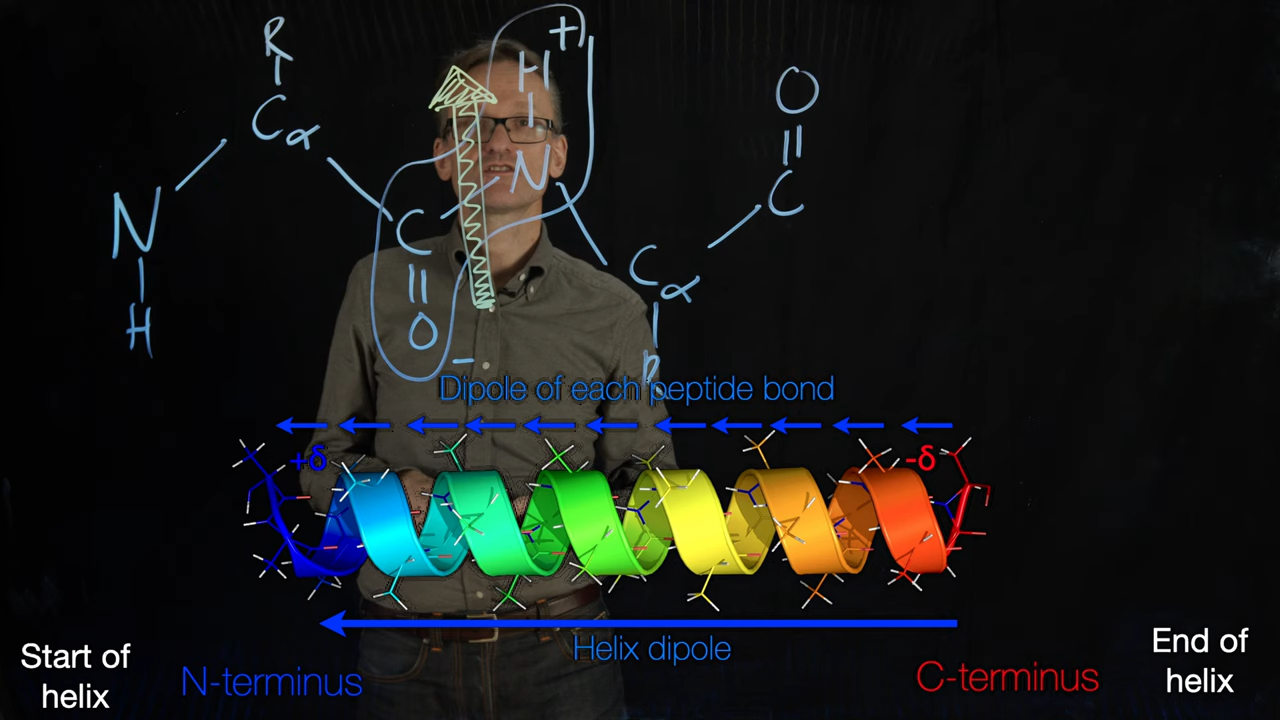 R
H +
O
Cα
N
N
C
C
Cα
H
O
−
R
Dipole of each peptide bond
+δ -δ
Helix dipole
Start of
helix
N-terminus
C-terminus
End of
helix